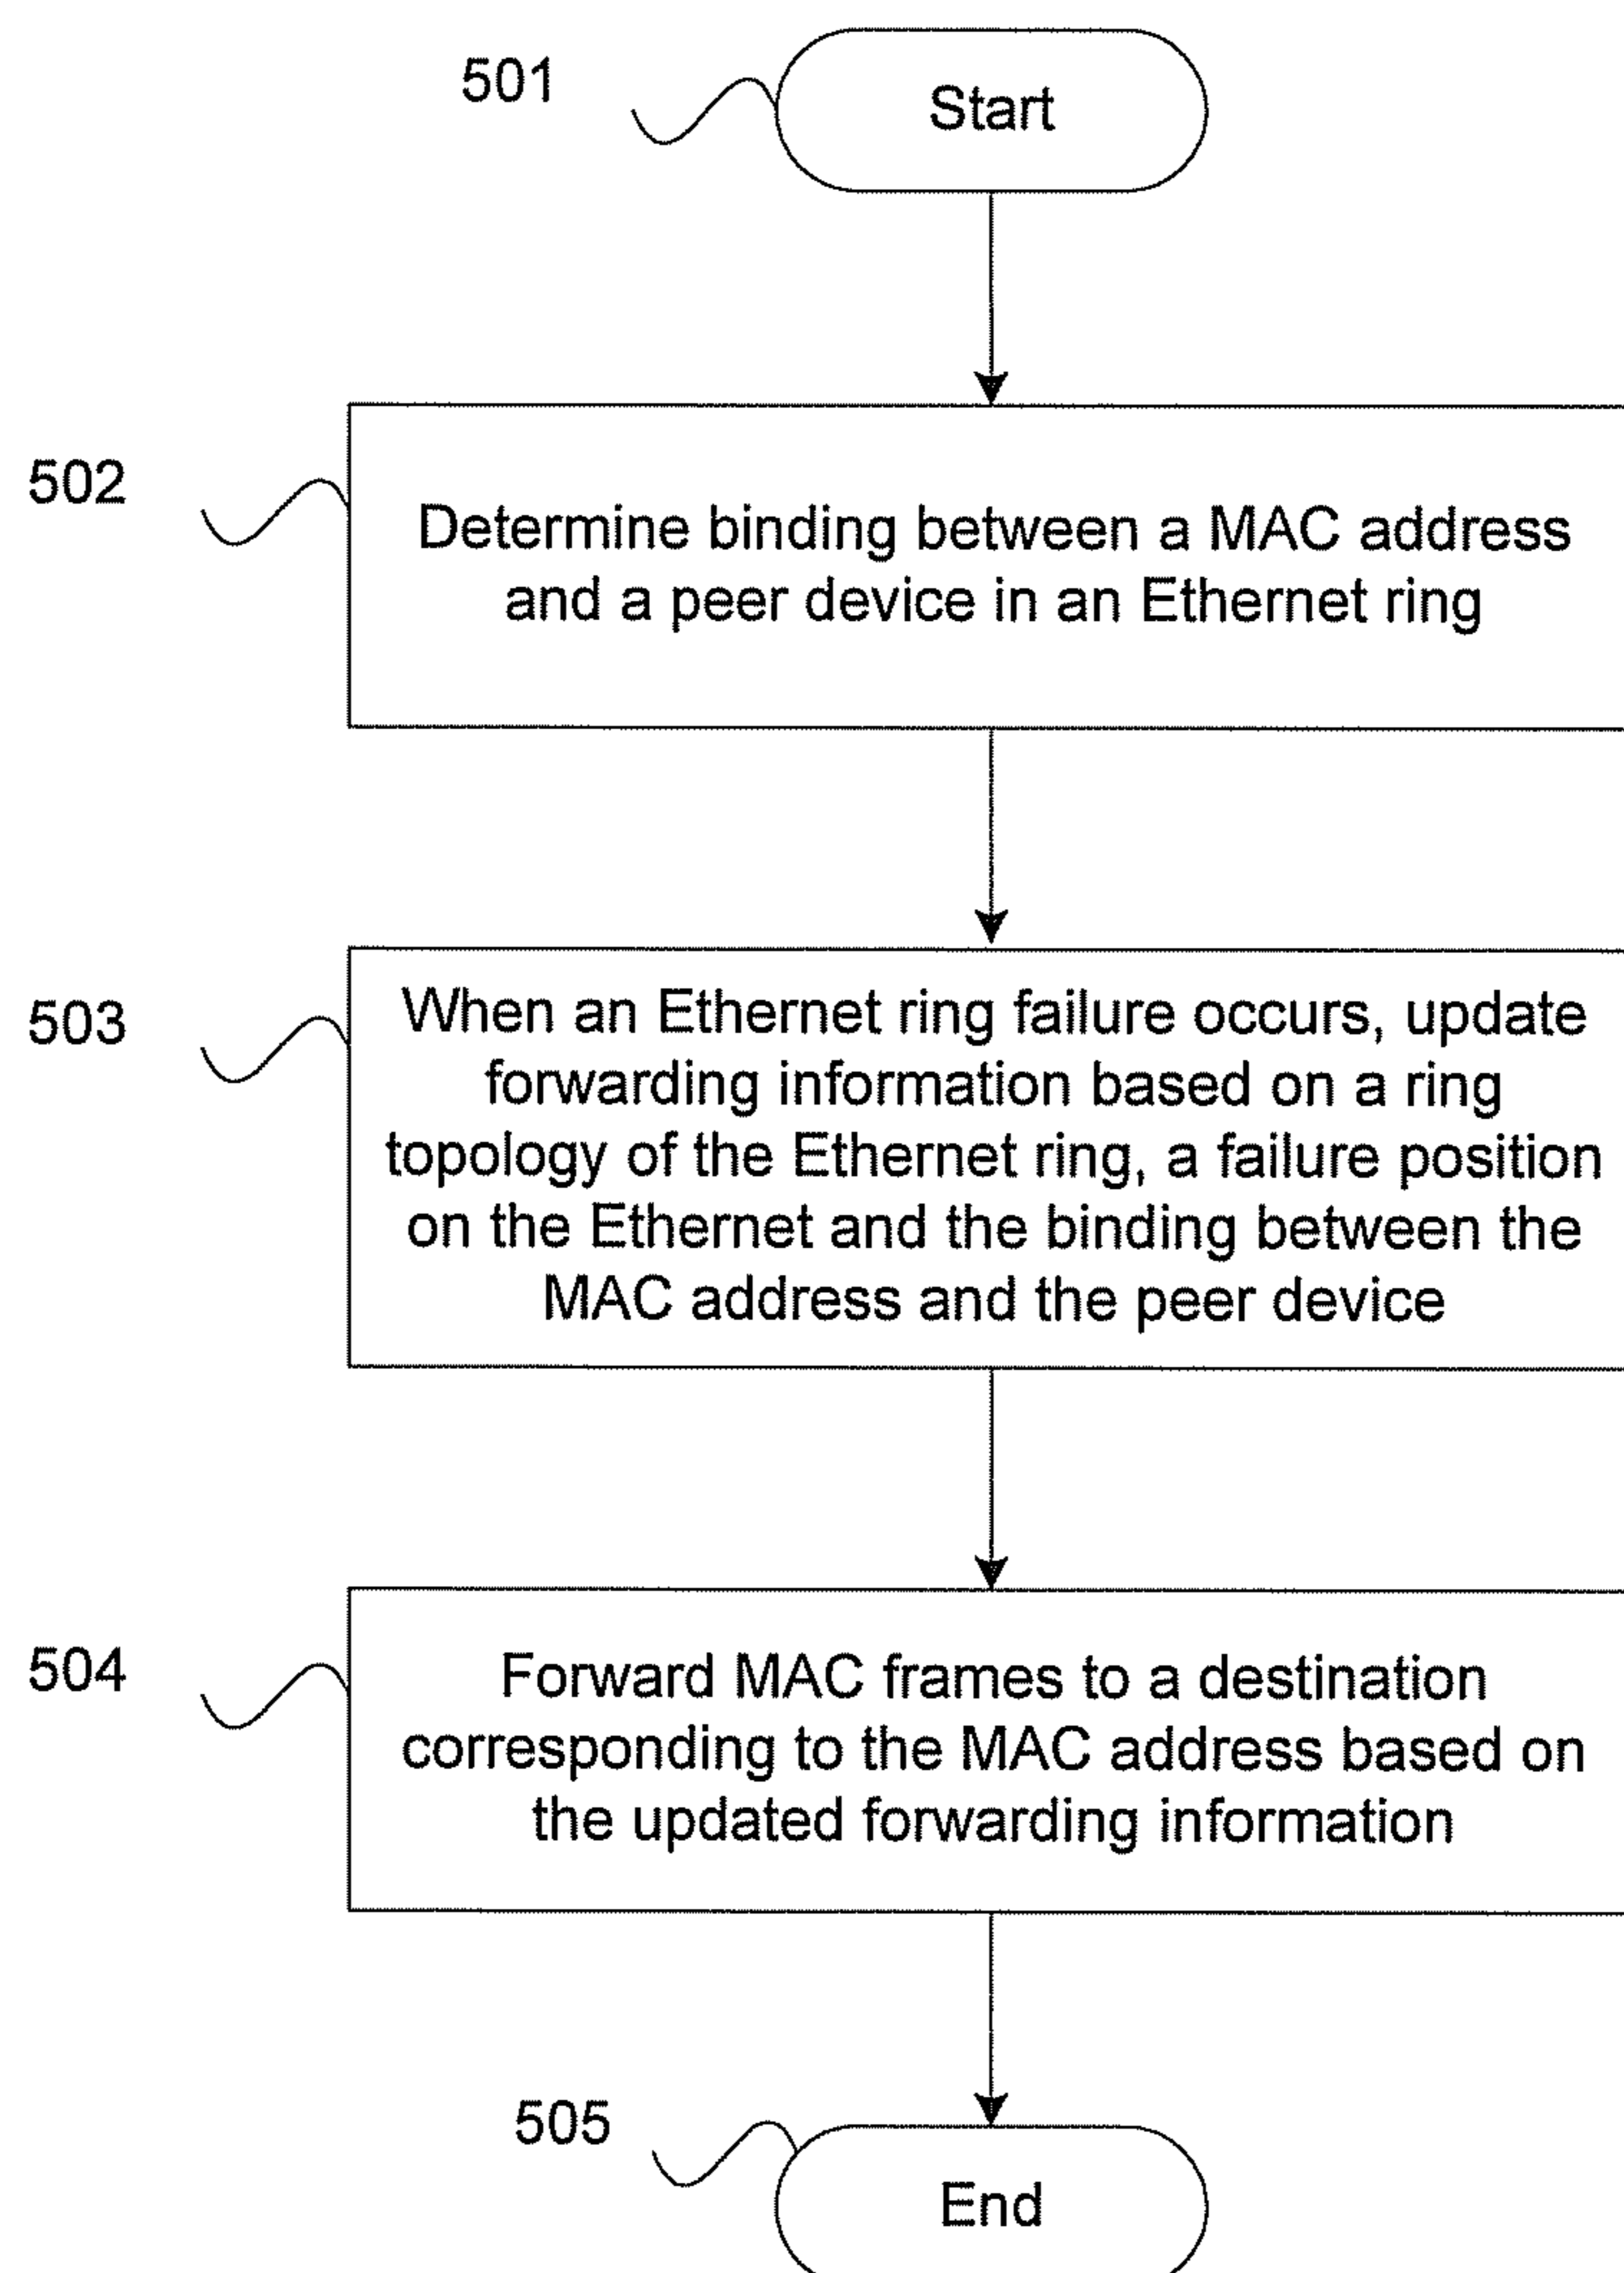 501
Start
502
Determine binding between a MAC address
and a peer device in an Ethernet ring
503
When an Ethernet ring failure occurs, update
forwarding information based on a ring
topology of the Ethernet ring, a failure position
on the Ethernet and the binding between the
MAC address and the peer device
504
Forward MAC frames to a destination
corresponding to the MAC address based on
the updated forwarding information
505
End